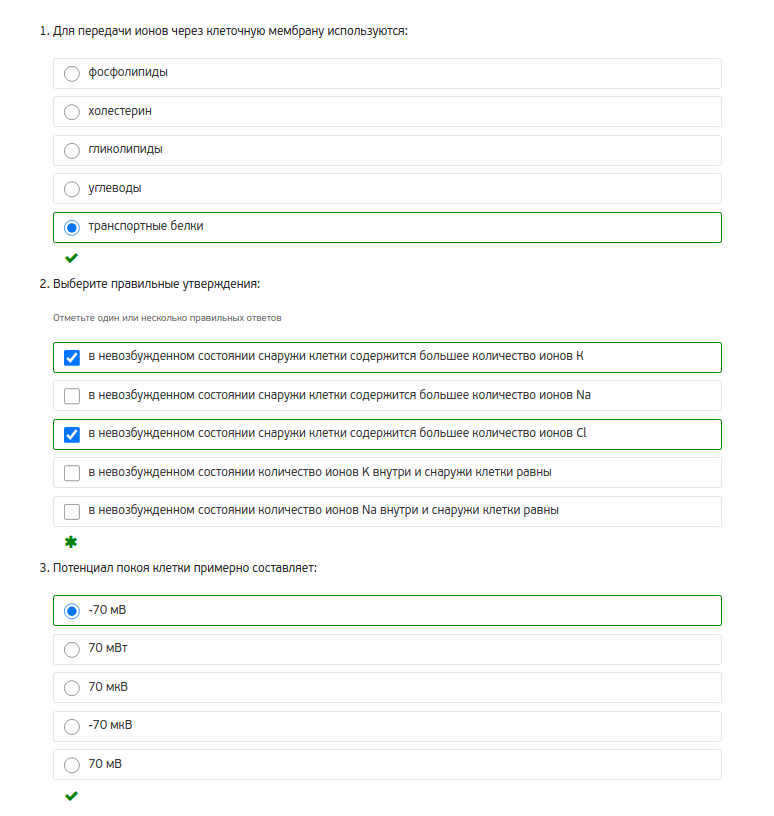 1. Для передачи ионов через клеточную мембрану используются:
фосфолипиды
холестерин
гликолипиды
углеводы
транспортные белки
2. Выберите правильные утверждения:
Отметьте один или несколько правильных ответов
в невозбужденном состоянии снаружи клетки содержится большее количество ионов К
в невозбужденном состоянии снаружи клетки содержится большее количество ионов Na
в невозбужденном состоянии снаружи клетки содержится большее количество ионов Cl
в невозбужденном состоянии количество ионов К внутри и снаружи клетки равны
в невозбужденном состоянии количество ионов Na внутри и снаружи клетки равны
3. Потенциал покоя клетки примерно составляет:
-70 мВ
70 мВт
70 мкВ
-70 мкВ
70 мВ